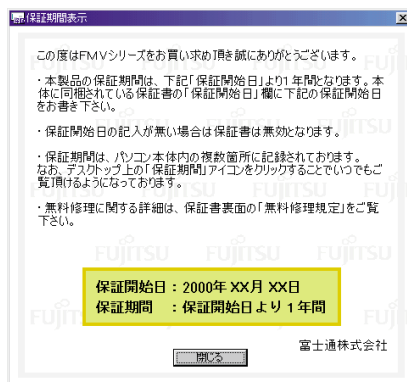 保証期間表示
この度はFMVシリーズをお買い求め頂き誠にありがとうございます。
・本製品の保証期間は、下記「保証開始日」より1年間となります。本
体に同梱されている保証書の「保証開始日」欄に下記の保証開始日
をお書き下さい。
・保証開始日の記入が無い場合は保証書は無効となります。
・保証期間は、パソコン本体内の複数箇所に記録されております。
なお、デスクトップ上の「保証期間」アイコンをクリックすることでいつでもご
覧頂けるようになっております。
・無料修理に関する詳細は、保証書裏面の「無料修理規定」をご覧
下さい。
FUJITSU FUJITSU
保証開始日：2000年 XX月 XX日
保証期間　：保証開始日より1年間
富士通株式会社
閉じる